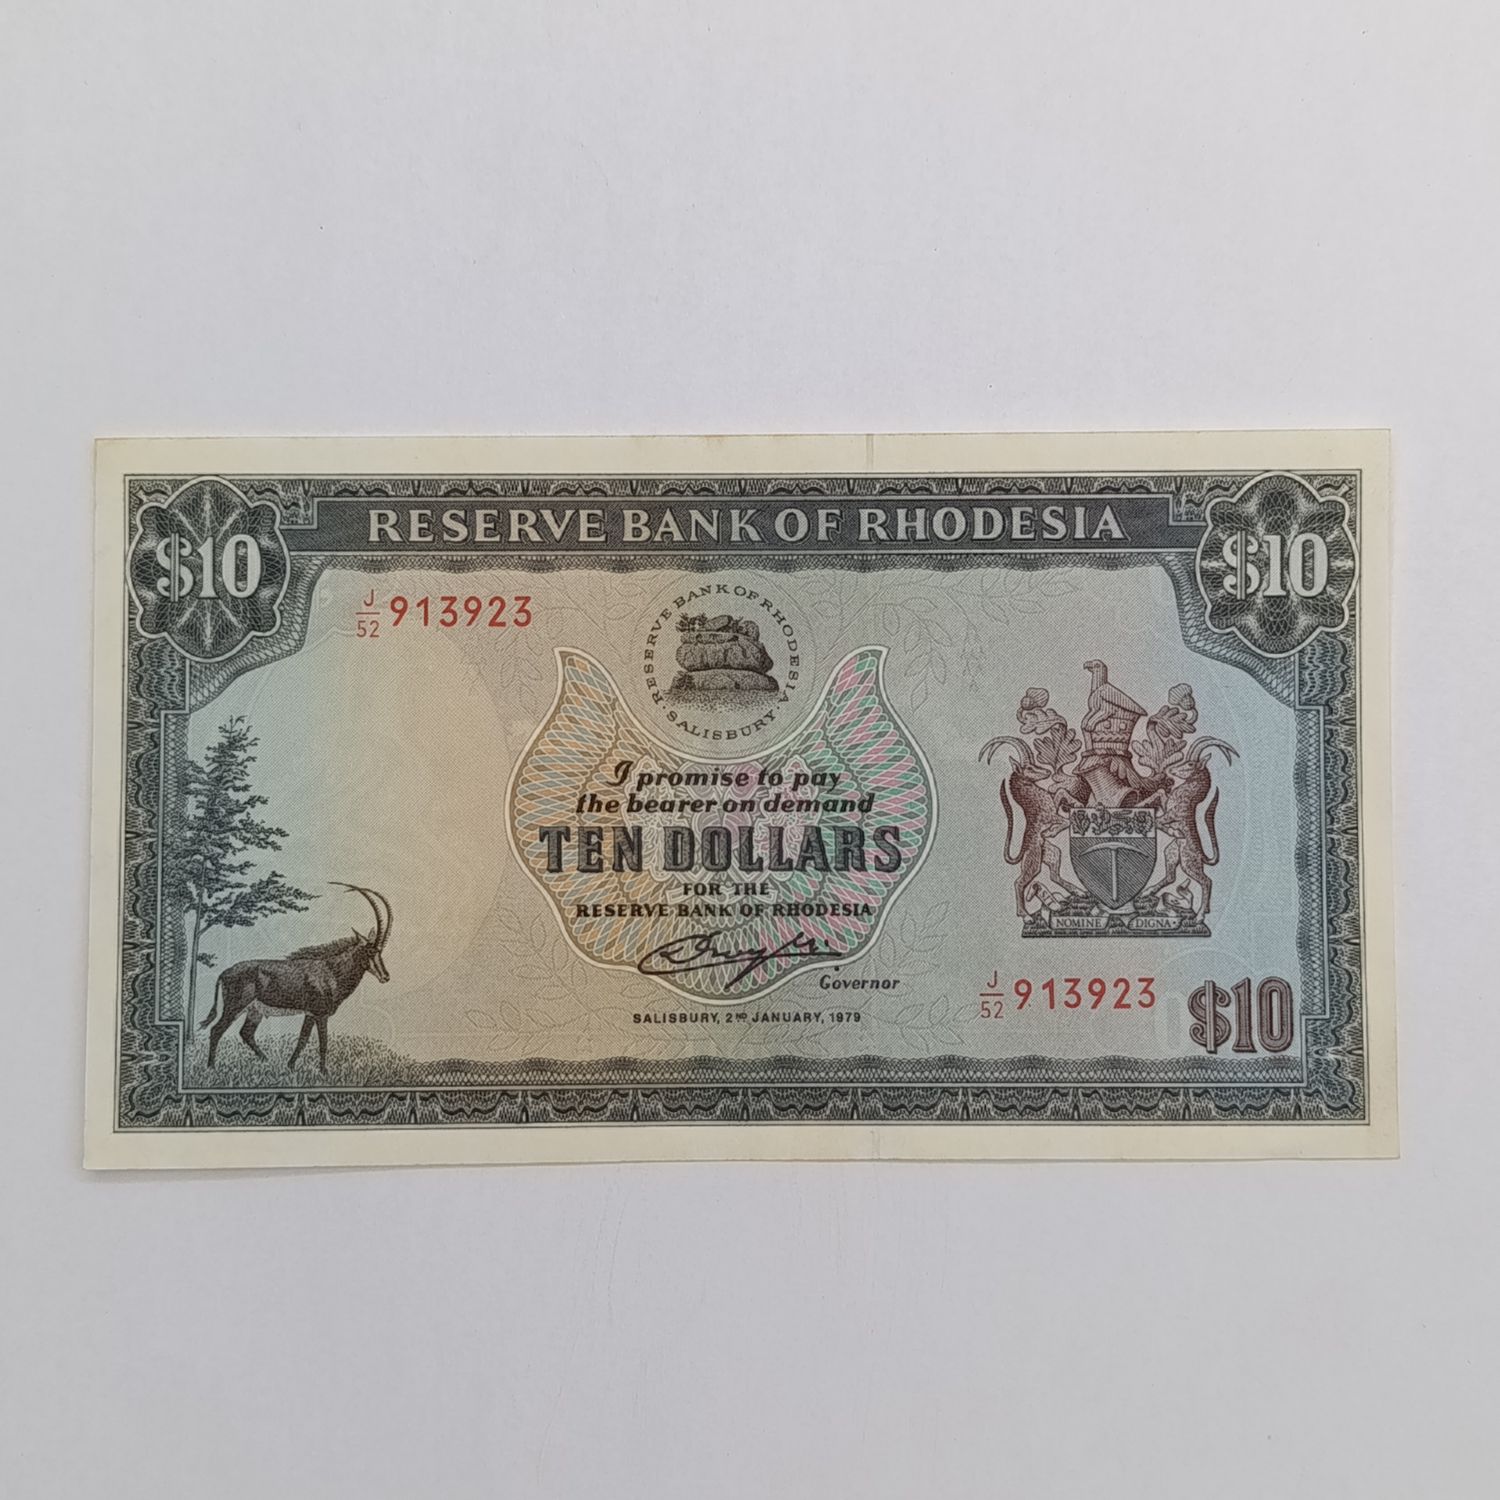 RESERVE BANK OF RHODESIA
$10
$10
J/52 913923
RESERVE BANK OF RHODESIA
· SALISBURY ·
I promise to pay
the bearer on demand
TEN DOLLARS
FOR THE
RESERVE BANK OF RHODESIA
Governor
SALISBURY, 2ND JANUARY, 1979
NOMINE DIGNA
J/52 913923
$10